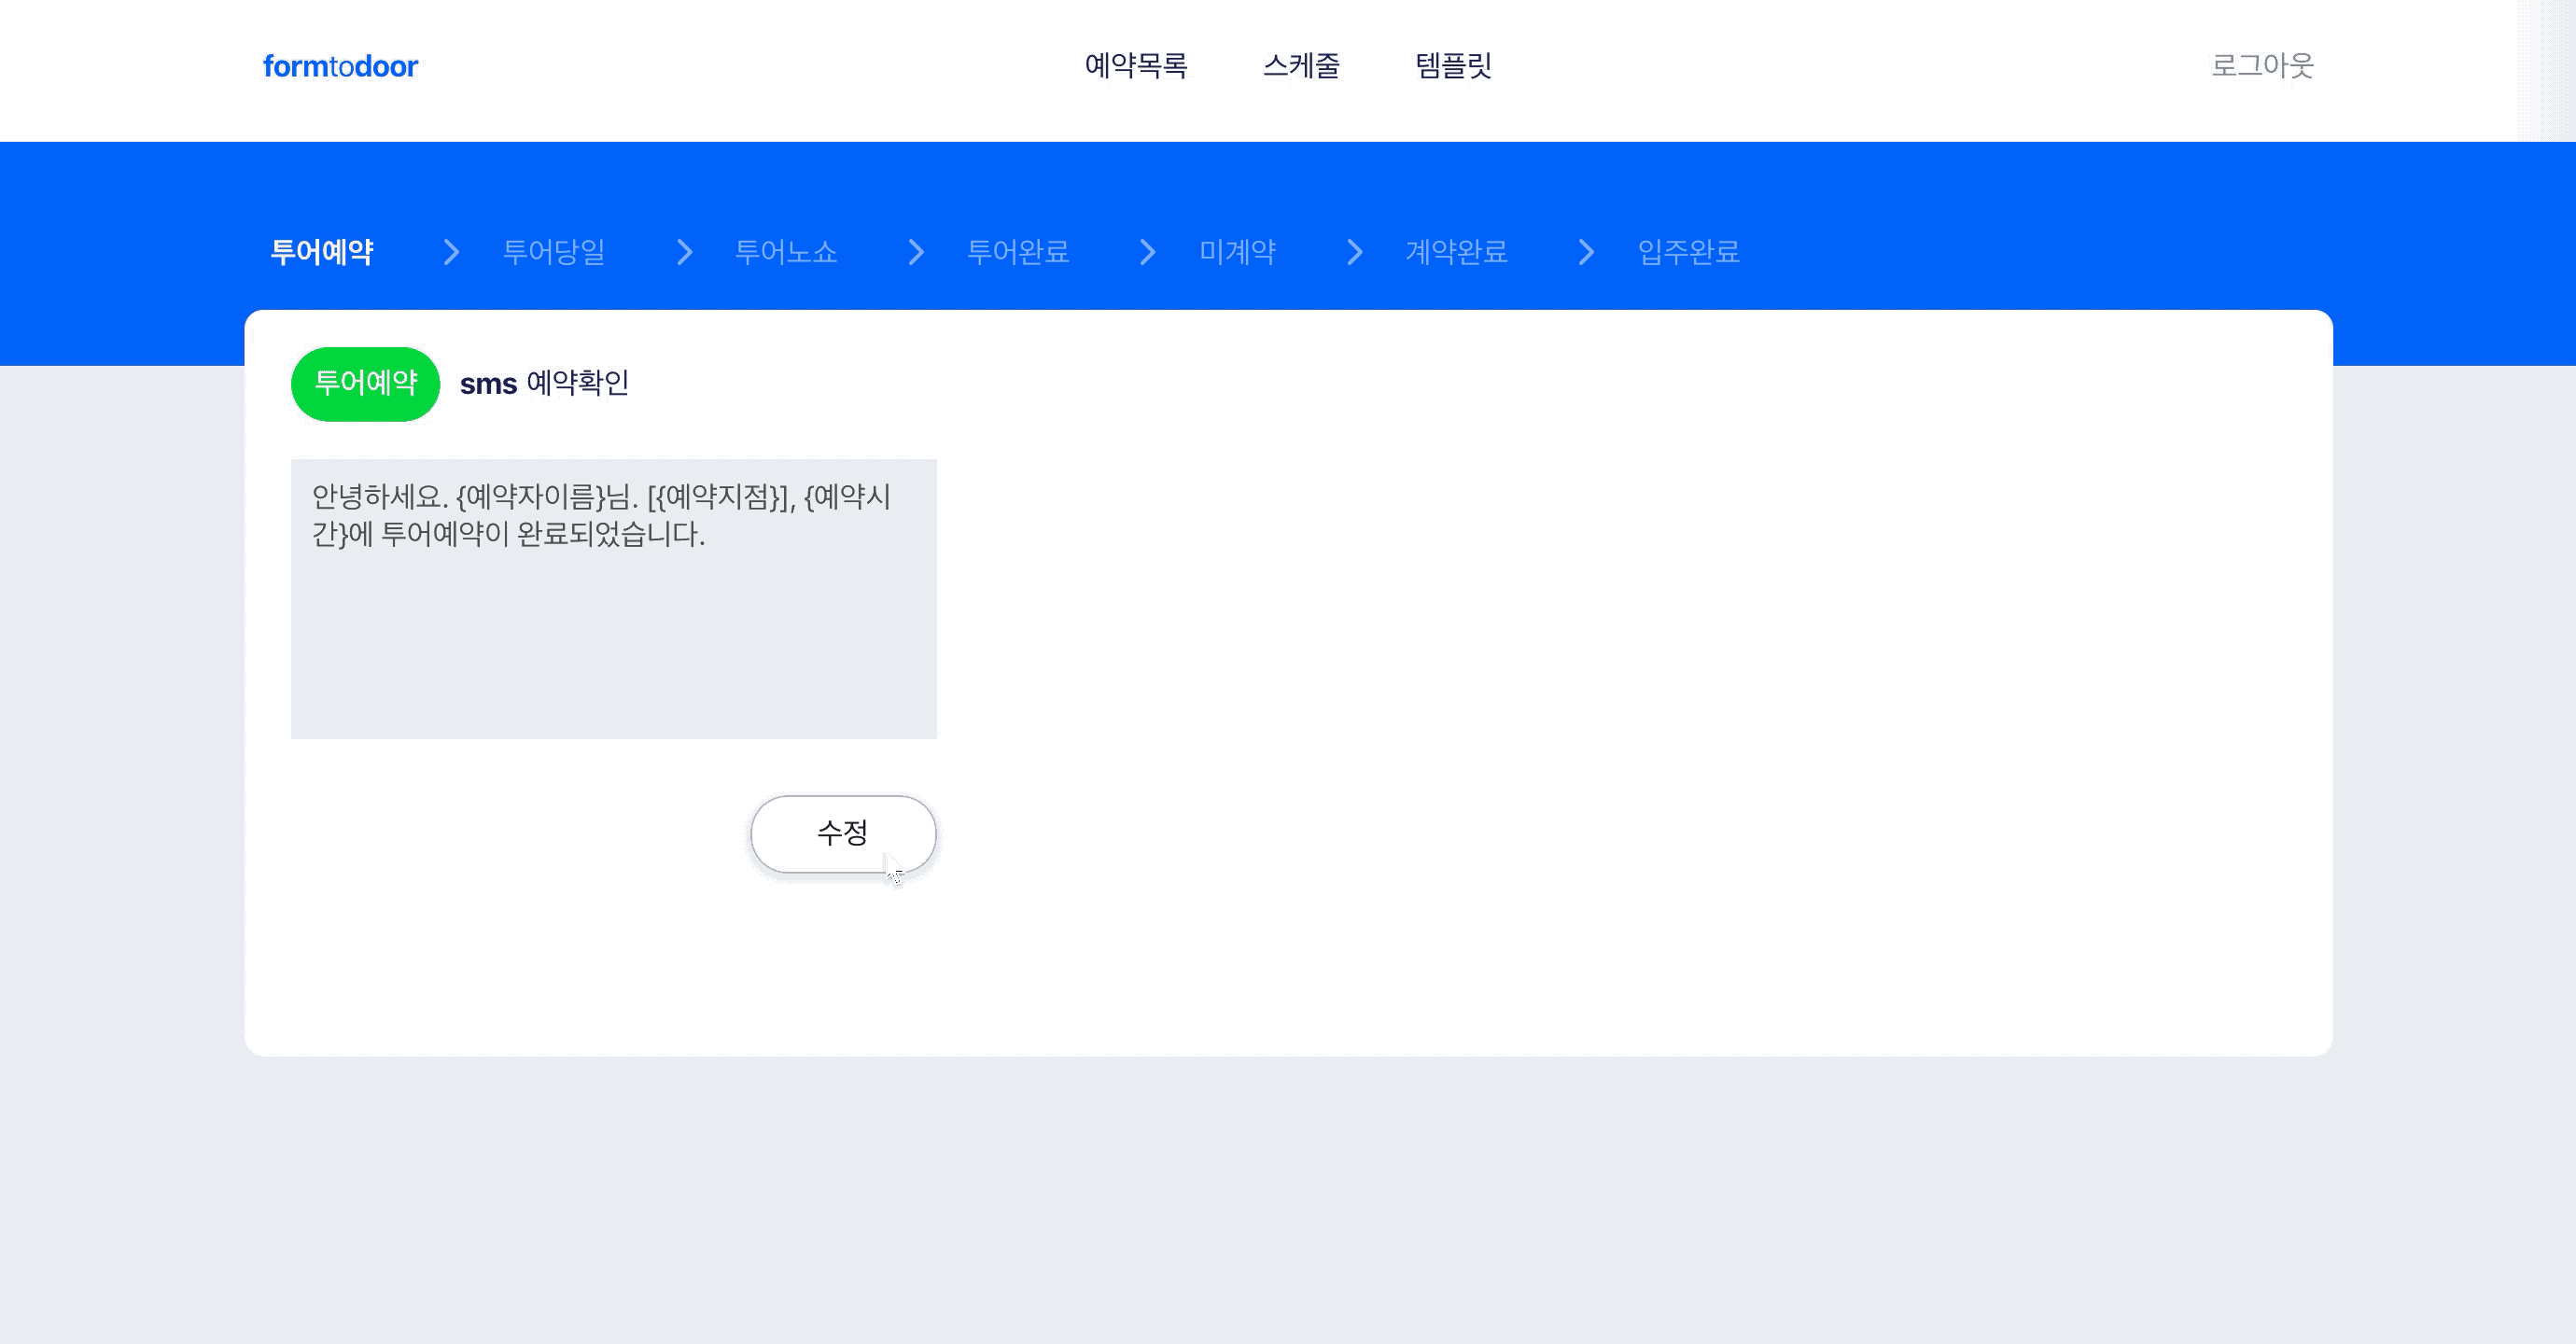 formtodoor 예약목록 스케줄 템플릿 로그아웃
투어예약 투어당일 투어노쇼 투어완료 미계약 계약완료 입주완료
투어예약 sms 예약확인
안녕하세요. {예약자이름}님. [{예약지점}], {예약시
간}에 투어예약이 완료되었습니다.
수정